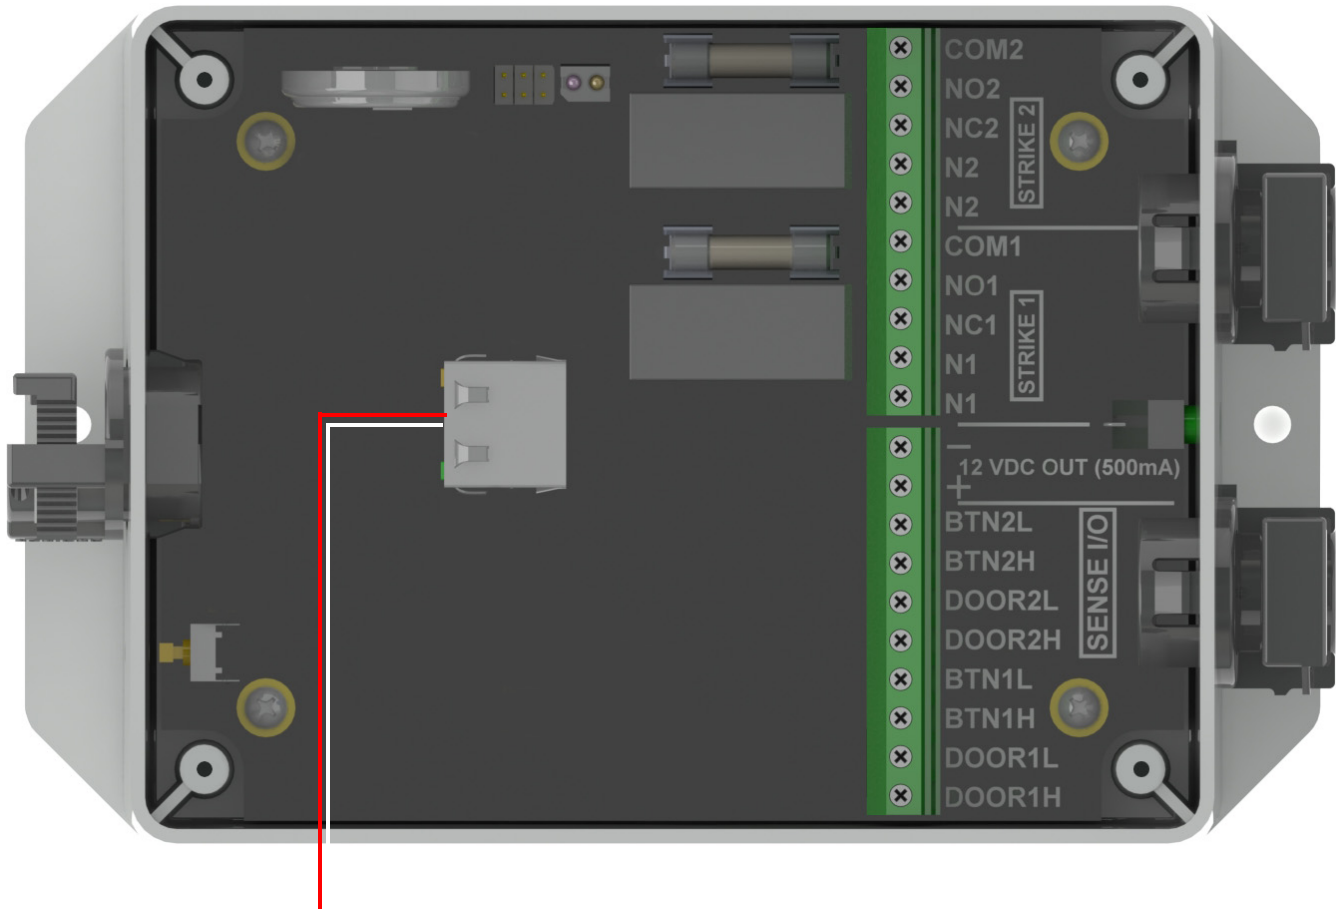 COM2
NO2
NC2
N2
N2
STRIKE 2
COM1
NO1
NC1
N1
N1
STRIKE 1
−
12 VDC OUT (500mA)
+
BTN2L
BTN2H
DOOR2L
DOOR2H
BTN1L
BTN1H
DOOR1L
DOOR1H
SENSE I/O